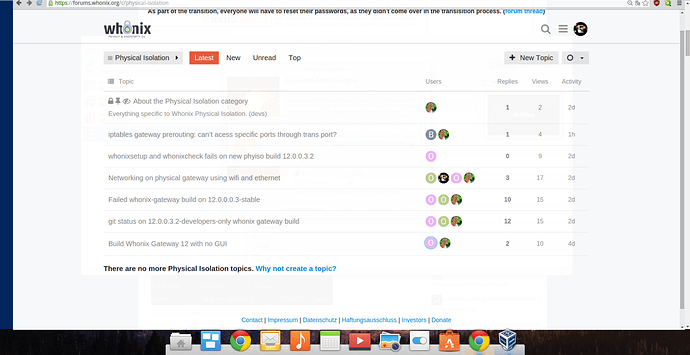 https://forums.whonix.org/c/physical-isolation
As part of the transition, everyone will have to reset their passwords, as they didn't come over in the transistion process. (forum thread)
whonix
Physical Isolation Latest New Unread Top + New Topic
Topic Users Replies Views Activity
About the Physical Isolation category 1 2 2d
Everything specific to Whonix Physical Isolation. (devs)
iptables gateway prerouting: can't acess specific ports through trans port? B 1 4 1h
whonixsetup and whonixcheck fails on new phyiso build 12.0.0.3.2 O 0 9 2d
Networking on physical gateway using wifi and ethernet 3 17 2d
Failed whonix-gateway build on 12.0.0.0.3-stable 10 15 2d
git status on 12.0.0.3.2-developers-only whonix gateway build 12 15 2d
Build Whonix Gateway 12 with no GUI 2 10 4d
There are no more Physical Isolation topics. Why not create a topic?
Contact | Impressum | Datenschutz | Haftungsausschluss | Investors | Donate